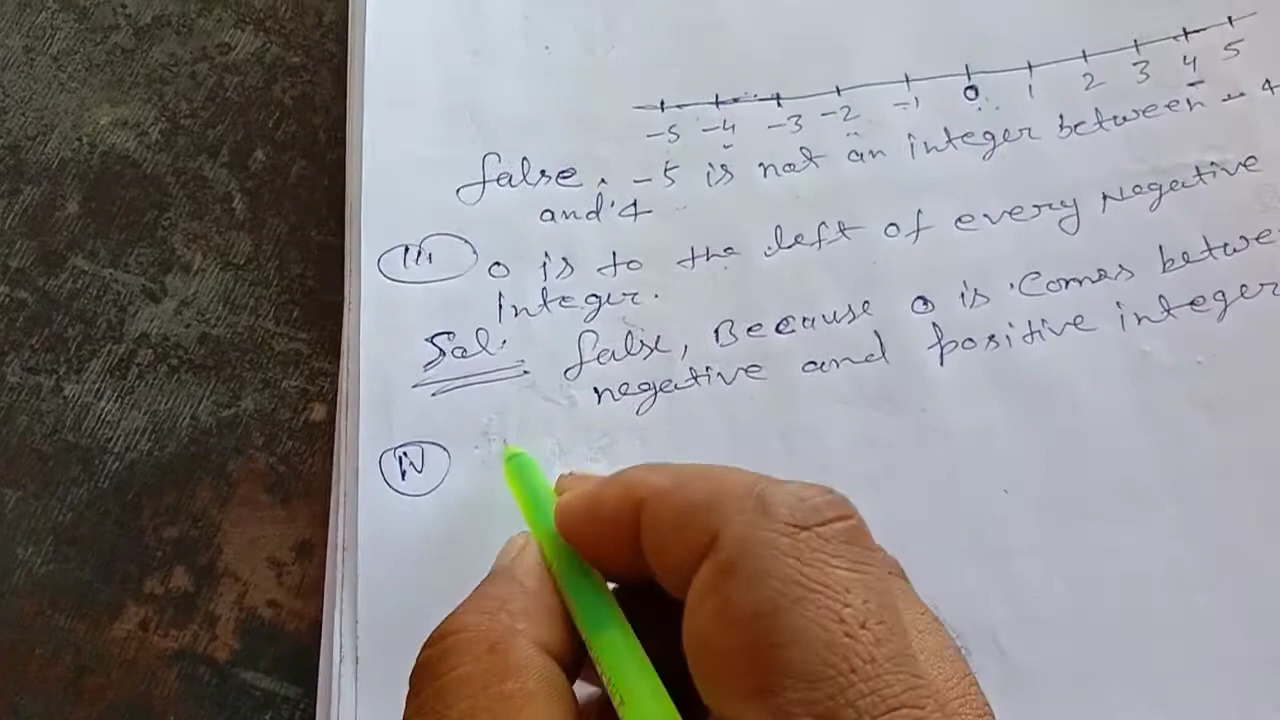 -5 -4 -3 -2 -1 0 1 2 3 4 5
false. -5 is not an integer between -4
and 4
(iii) 0 is to the left of every Negative
integer.
Sol. false, Because 0 is comes betwe
negative and positive integer
(iv)